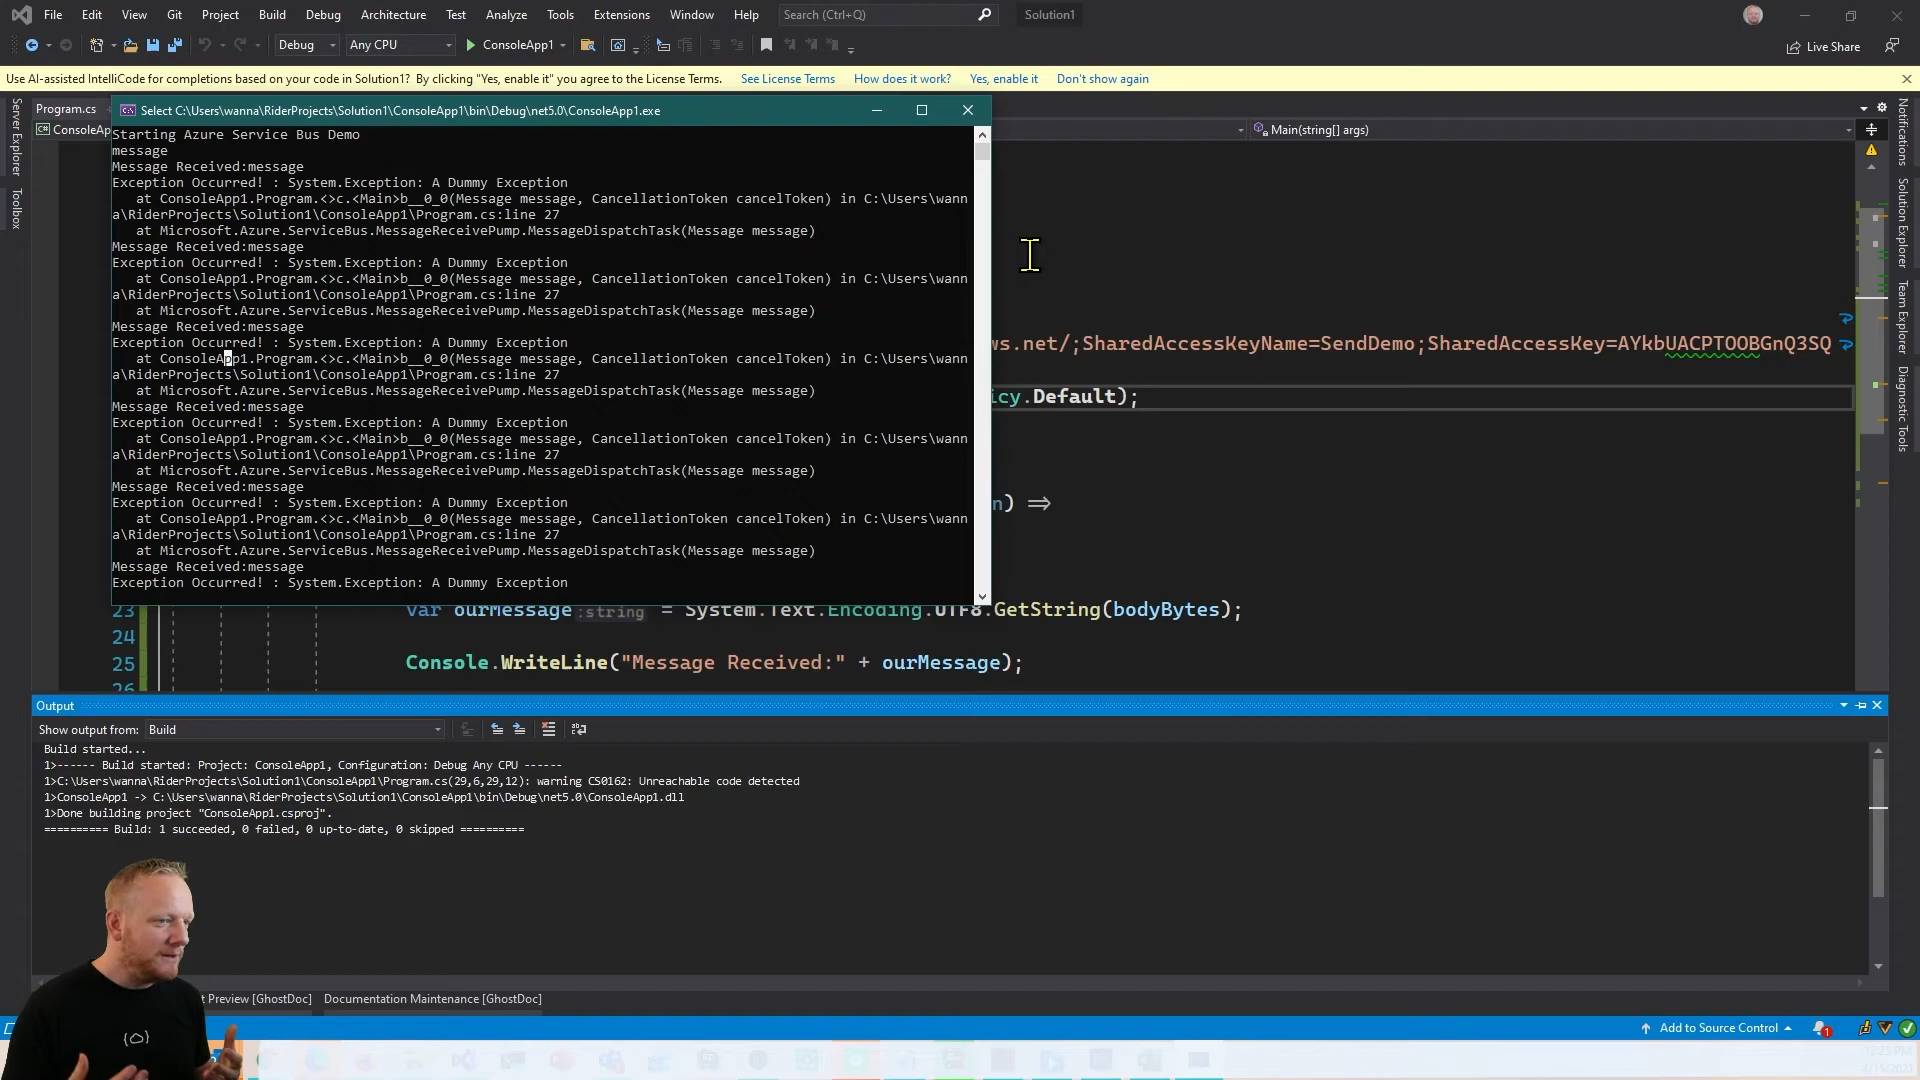 File Edit View Git Project Build Debug Architecture Test Analyze Tools Extensions Window Help Search (Ctrl+Q) Solution1
Debug Any CPU ConsoleApp1 Live Share
Use AI-assisted IntelliCode for completions based on your code in Solution1? By clicking "Yes, enable it" you agree to the License Terms. See License Terms How does it work? Yes, enable it Don't show again
Program.cs
Select C:\Users\wanna\RiderProjects\Solution1\ConsoleApp1\bin\Debug\net5.0\ConsoleApp1.exe
ConsoleAp
Main(string[] args)
Server Explorer
Toolbox
Notifications
Solution Explorer
Team Explorer
Diagnostic Tools
Starting Azure Service Bus Demo
message
Message Received:message
Exception Occurred! : System.Exception: A Dummy Exception
at ConsoleApp1.Program.<>c.<Main>b__0_0(Message message, CancellationToken cancelToken) in C:\Users\wann
a\RiderProjects\Solution1\ConsoleApp1\Program.cs:line 27
at Microsoft.Azure.ServiceBus.MessageReceivePump.MessageDispatchTask(Message message)
Message Received:message
Exception Occurred! : System.Exception: A Dummy Exception
at ConsoleApp1.Program.<>c.<Main>b__0_0(Message message, CancellationToken cancelToken) in C:\Users\wann
a\RiderProjects\Solution1\ConsoleApp1\Program.cs:line 27
at Microsoft.Azure.ServiceBus.MessageReceivePump.MessageDispatchTask(Message message)
Message Received:message
Exception Occurred! : System.Exception: A Dummy Exception
at ConsoleApp1.Program.<>c.<Main>b__0_0(Message message, CancellationToken cancelToken) in C:\Users\wann
a\RiderProjects\Solution1\ConsoleApp1\Program.cs:line 27
at Microsoft.Azure.ServiceBus.MessageReceivePump.MessageDispatchTask(Message message)
Message Received:message
Exception Occurred! : System.Exception: A Dummy Exception
at ConsoleApp1.Program.<>c.<Main>b__0_0(Message message, CancellationToken cancelToken) in C:\Users\wann
a\RiderProjects\Solution1\ConsoleApp1\Program.cs:line 27
at Microsoft.Azure.ServiceBus.MessageReceivePump.MessageDispatchTask(Message message)
Message Received:message
Exception Occurred! : System.Exception: A Dummy Exception
at ConsoleApp1.Program.<>c.<Main>b__0_0(Message message, CancellationToken cancelToken) in C:\Users\wann
a\RiderProjects\Solution1\ConsoleApp1\Program.cs:line 27
at Microsoft.Azure.ServiceBus.MessageReceivePump.MessageDispatchTask(Message message)
Message Received:message
Exception Occurred! : System.Exception: A Dummy Exception
ws.net/;SharedAccessKeyName=SendDemo;SharedAccessKey=AYkbUACPTOOBGnQ3SQ
icy.Default);
n) =>
23 var ourMessage :string = System.Text.Encoding.UTF8.GetString(bodyBytes);
24
25 Console.WriteLine("Message Received:" + ourMessage);
26
Output
Show output from: Build
Build started...
1>------ Build started: Project: ConsoleApp1, Configuration: Debug Any CPU ------
1>C:\Users\wanna\RiderProjects\Solution1\ConsoleApp1\Program.cs(29,6,29,12): warning CS0162: Unreachable code detected
1>ConsoleApp1 -> C:\Users\wanna\RiderProjects\Solution1\ConsoleApp1\bin\Debug\net5.0\ConsoleApp1.dll
1>Done building project "ConsoleApp1.csproj".
========== Build: 1 succeeded, 0 failed, 0 up-to-date, 0 skipped ==========
t Preview [GhostDoc] Documentation Maintenance [GhostDoc]
Add to Source Control 1